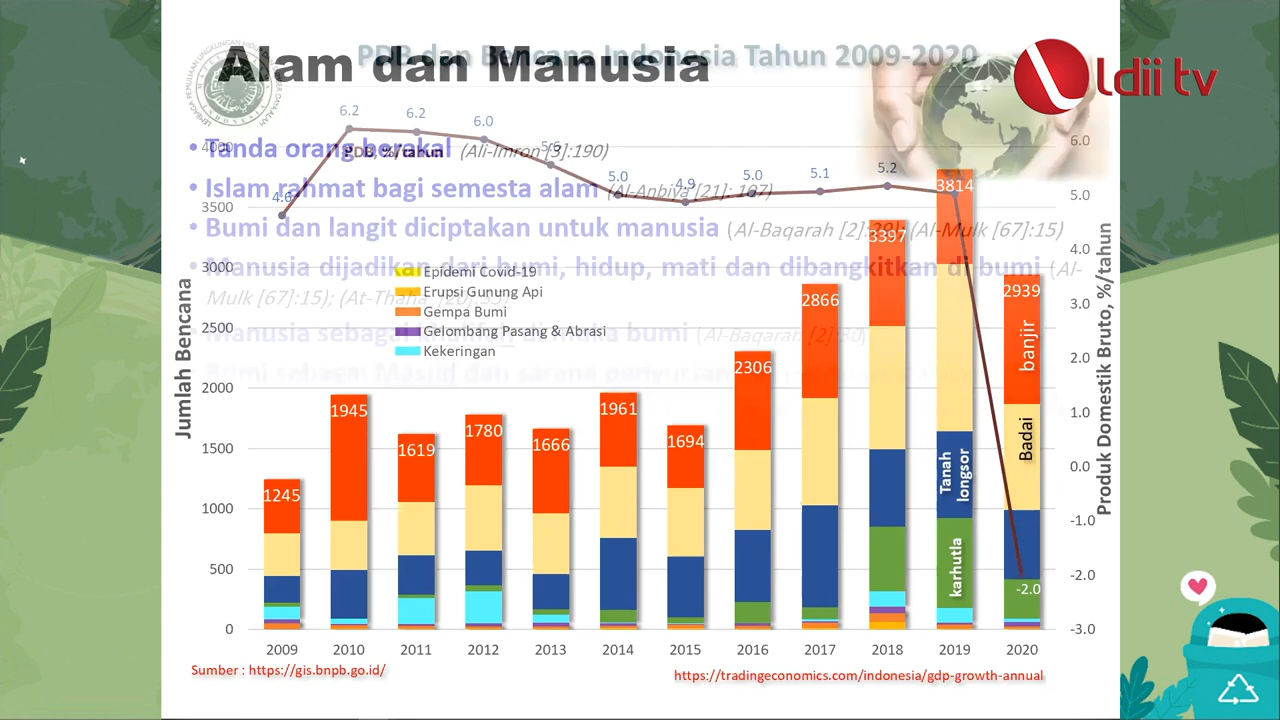 Alam dan Manusia
PDB dan Bencana Indonesia Tahun 2009-2020
ldii tv
• Tanda orang berakal (Ali-Imron [3]:190)
• Islam rahmat bagi semesta alam (Al-Anbiya [21]: 107)
• Bumi dan langit diciptakan untuk manusia (Al-Baqarah [2]:29); (Al-Mulk [67]:15)
• Manusia dijadikan dari bumi, hidup, mati dan dibangkitkan di bumi (Al-
Mulk [67]:15); (At-Thaha [20]:55)
Manusia sebagai khalifah di muka bumi (Al-Baqarah [2]:30)
Bumi sebagai Masjid dan sarana
PDB, %/tahun
4.6 6.2 6.2 6.0 5.0 4.9 5.0 5.1 5.2 -2.0
Epidemi Covid-19
Erupsi Gunung Api
Gempa Bumi
Gelombang Pasang & Abrasi
Kekeringan
Jumlah Bencana
4000
3500
3000
2500
2000
1500
1000
500
0
1245 1945 1619 1780 1666 1961 1694 2306 2866 3397 3814 2939
banjir
Badai
Tanah
longsor
karhutla
6.0
5.0
4.0
3.0
2.0
1.0
0.0
-1.0
-2.0
-3.0
Produk Domestik Bruto, %/tahun
2009 2010 2011 2012 2013 2014 2015 2016 2017 2018 2019 2020
Sumber : https://gis.bnpb.go.id/
https://tradingeconomics.com/indonesia/gdp-growth-annual